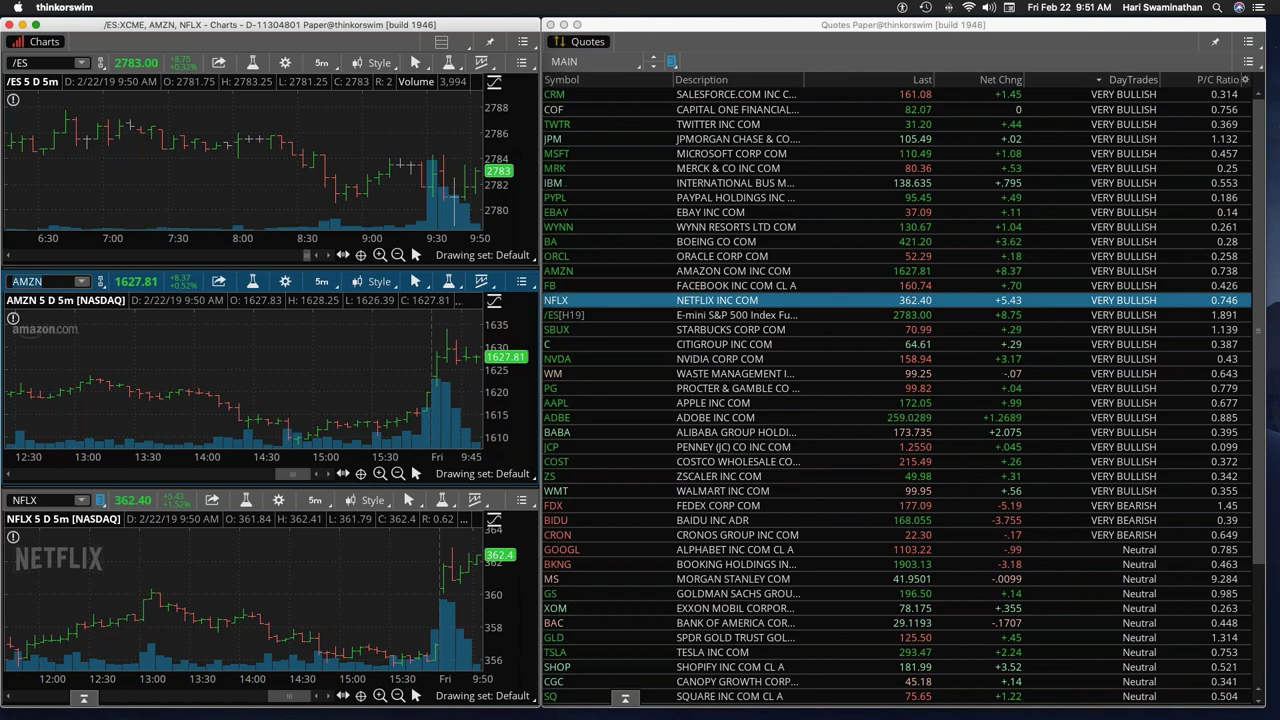 thinkorswim
Fri Feb 22 9:51 AM Hari Swaminathan
/ES:XCME, AMZN, NFLX - Charts - D-11304801 Paper@thinkorswim [build 1946]
Charts
/ES 2783.00 +8.75 +0.32% 5m Style
/ES 5 D 5m D: 2/22/19 9:50 AM O: 2781.75 H: 2783.25 L: 2781.25 C: 2783 R: 2 Volume 3,994
2788
2786
2784
2783
2782
2780
6:30 7:00 7:30 8:00 8:30 9:00 9:30 9:50
Drawing set: Default
AMZN 1627.81 +8.37 +0.52% 5m Style
AMZN 5 D 5m [NASDAQ] D: 2/22/19 9:50 AM O: 1627.83 H: 1628.25 L: 1626.39 C: 1627.81 ...
amazon.com
1635
1630
1627.81
1620
1615
1610
12:30 13:00 13:30 14:00 14:30 15:00 15:30 Fri 9:45
Drawing set: Default
NFLX 3 362.40 +5.43 +1.52% 5m Style
NFLX 5 D 5m [NASDAQ] D: 2/22/19 9:50 AM O: 361.84 H: 362.41 L: 361.79 C: 362.4 R: 0.62 ...
NETFLIX
364
362.4
360
358
356
12:00 13:00 13:30 14:00 14:30 15:00 15:30 Fri 9:50
Drawing set: Default
Quotes Paper@thinkorswim [build 1946]
Quotes
MAIN 3
Symbol Description Last Net Chng DayTrades P/C Ratio
CRM SALESFORCE.COM INC C... 161.08 +1.45 VERY BULLISH 0.314
COF CAPITAL ONE FINANCIAL... 82.07 0 VERY BULLISH 0.756
TWTR TWITTER INC COM 31.20 +.44 VERY BULLISH 0.369
JPM JPMORGAN CHASE & CO.... 105.49 +.02 VERY BULLISH 1.132
MSFT MICROSOFT CORP COM 110.49 +1.08 VERY BULLISH 0.457
MRK MERCK & CO INC COM 80.36 +.53 VERY BULLISH 0.25
IBM INTERNATIONAL BUS M... 138.635 +.795 VERY BULLISH 0.553
PYPL PAYPAL HOLDINGS INC ... 95.45 +.49 VERY BULLISH 0.186
EBAY EBAY INC COM 37.09 +.11 VERY BULLISH 0.14
WYNN WYNN RESORTS LTD COM 130.67 +1.04 VERY BULLISH 0.261
BA BOEING CO COM 421.20 +3.62 VERY BULLISH 0.28
ORCL ORACLE CORP COM 52.29 +.18 VERY BULLISH 0.258
AMZN AMAZON COM INC COM 1627.81 +8.37 VERY BULLISH 0.738
FB FACEBOOK INC COM CL A 160.74 +.70 VERY BULLISH 0.426
NFLX NETFLIX INC COM 362.40 +5.43 VERY BULLISH 0.746
/ES[H19] E-mini S&P 500 Index Fu... 2783.00 +8.75 VERY BULLISH 1.891
SBUX STARBUCKS CORP COM 70.99 +.29 VERY BULLISH 1.139
C CITIGROUP INC COM 64.61 +.29 VERY BULLISH 0.387
NVDA NVIDIA CORP COM 158.94 +3.17 VERY BULLISH 0.43
WM WASTE MANAGEMENT I... 99.25 -.07 VERY BULLISH 0.643
PG PROCTER & GAMBLE CO ... 99.82 +.04 VERY BULLISH 0.779
AAPL APPLE INC COM 172.05 +.99 VERY BULLISH 0.677
ADBE ADOBE INC COM 259.0289 +1.2689 VERY BULLISH 0.885
BABA ALIBABA GROUP HOLDI... 173.735 +2.075 VERY BULLISH 0.395
JCP PENNEY (JC) CO INC COM 1.2550 +.045 VERY BULLISH 0.099
COST COSTCO WHOLESALE CO... 215.49 +.26 VERY BULLISH 0.372
ZS ZSCALER INC COM 49.98 +.31 VERY BULLISH 0.232
WMT WALMART INC COM 99.95 +.56 VERY BULLISH 0.355
FDX FEDEX CORP COM 177.09 -5.19 VERY BEARISH 1.45
BIDU BAIDU INC ADR 168.055 -3.755 VERY BEARISH 0.39
CRON CRONOS GROUP INC COM 22.30 -.17 VERY BEARISH 0.649
GOOGL ALPHABET INC COM CL A 1103.22 -.99 Neutral 0.785
BKNG BOOKING HOLDINGS IN... 1903.13 -3.18 Neutral 0.463
MS MORGAN STANLEY COM 41.9501 -.0099 Neutral 9.284
GS GOLDMAN SACHS GROU... 196.50 +.14 Neutral 0.985
XOM EXXON MOBIL CORPOR... 78.175 +.355 Neutral 0.263
BAC BANK OF AMERICA COM 29.1193 -.1707 Neutral 0.448
GLD SPDR GOLD TRUST GOL... 125.50 +.45 Neutral 1.314
TSLA TESLA INC COM 293.47 +2.24 Neutral 0.753
SHOP SHOPIFY INC COM CL A 181.99 +3.52 Neutral 0.521
CGC CANOPY GROWTH CORP... 45.18 +.14 Neutral 0.341
SQ SQUARE INC COM CL A 75.65 +1.22 Neutral 0.504